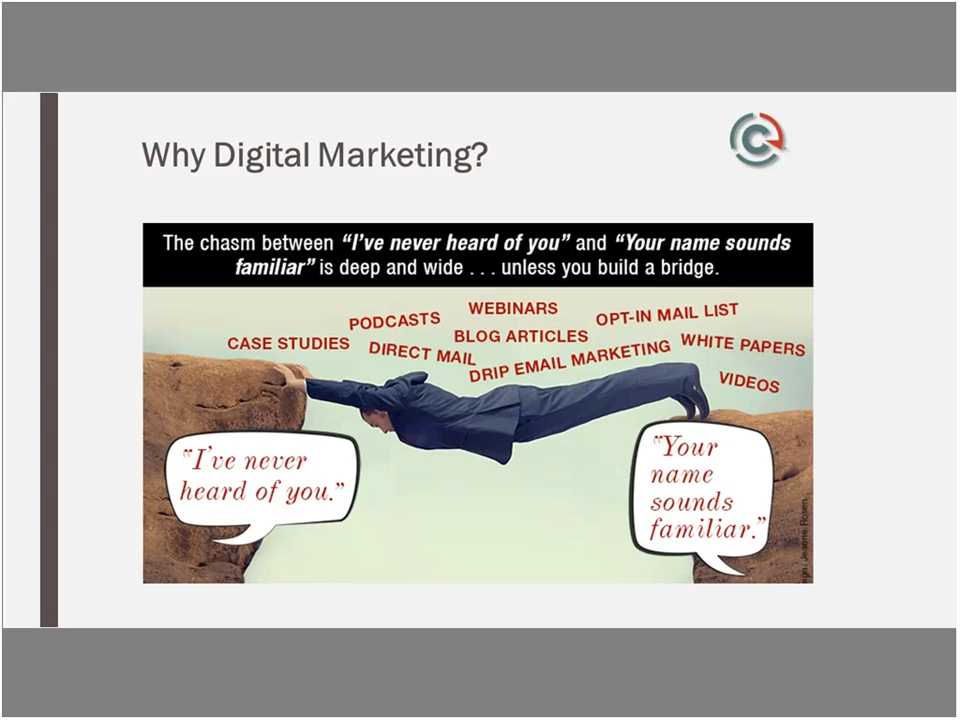 Why Digital Marketing?
C
The chasm between “I’ve never heard of you” and “Your name sounds
familiar” is deep and wide . . . unless you build a bridge.
WEBINARS
OPT-IN MAIL LIST
PODCASTS
BLOG ARTICLES
WHITE PAPERS
CASE STUDIES
DIRECT MAIL
DRIP EMAIL MARKETING
VIDEOS
“I’ve never
heard of you.”
“Your
name
sounds
familiar.”
Jeanne Rosen